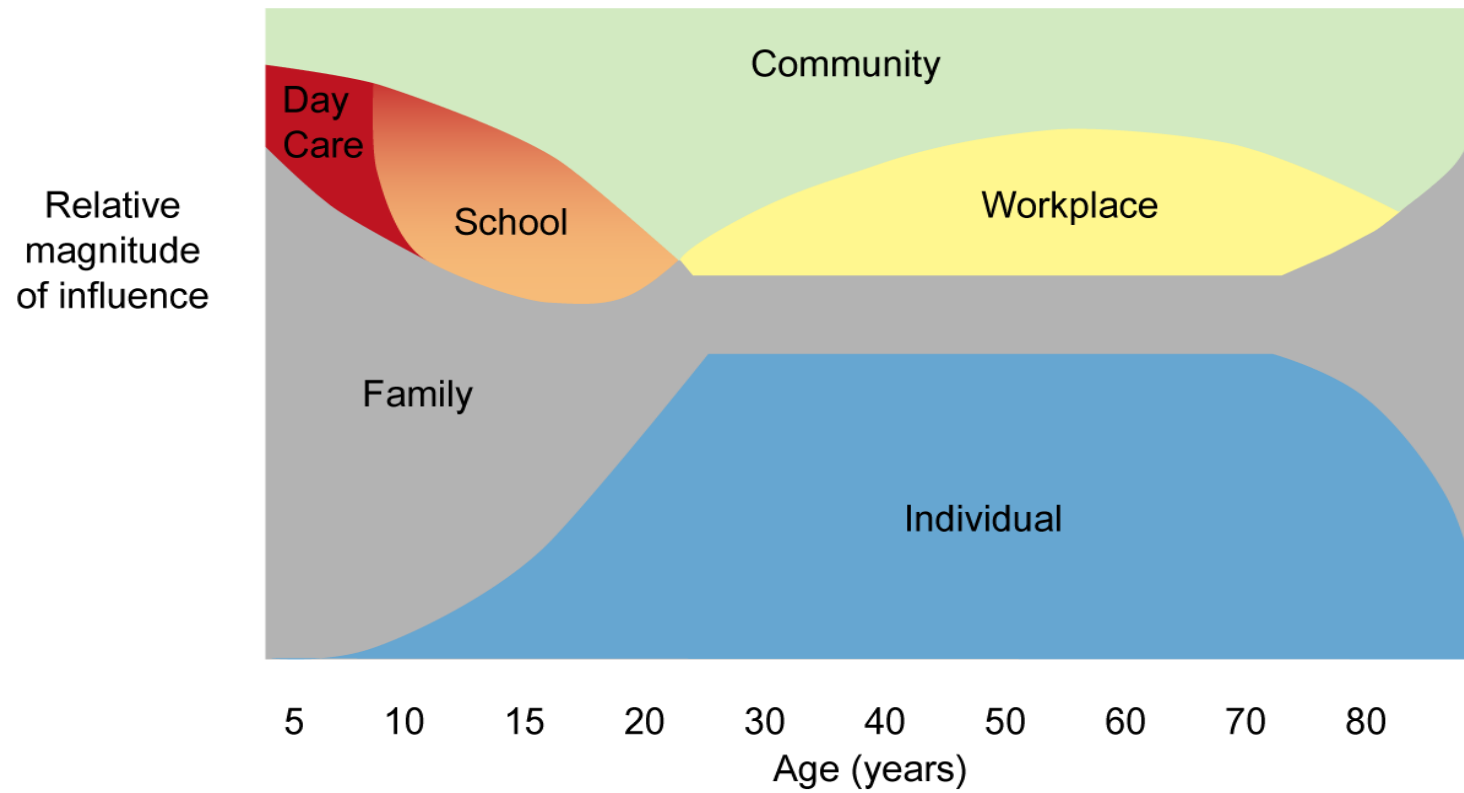 Community
Day
Care
Relative
magnitude
of influence
School
Workplace
Family
Individual
5 10 15 20 30 40 50 60 70 80
Age (years)